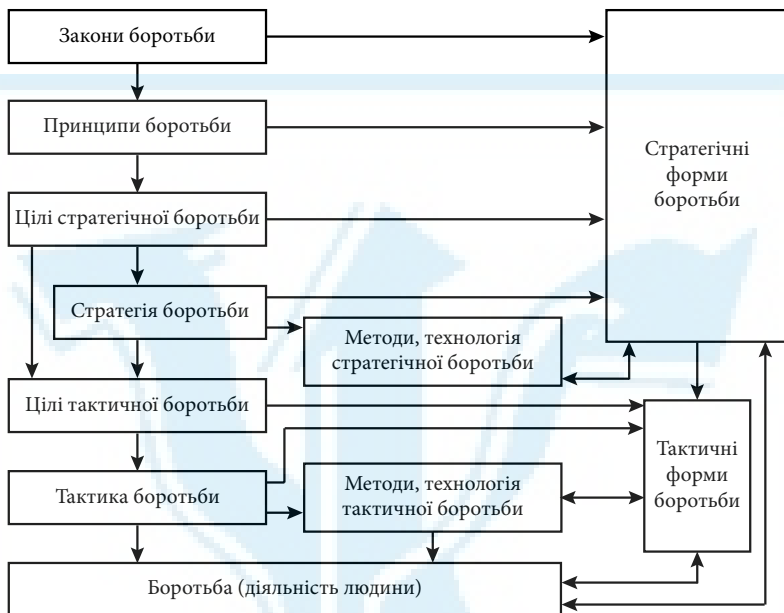 Закони боротьби
Принципи боротьби
Цілі стратегічної боротьби
Стратегія боротьби
Методи, технологія
стратегічної боротьби
Цілі тактичної боротьби
Тактика боротьби
Методи, технологія
тактичної боротьби
Боротьба (діяльність людини)
Стратегічні
форми
боротьби
Тактичні
форми
боротьби